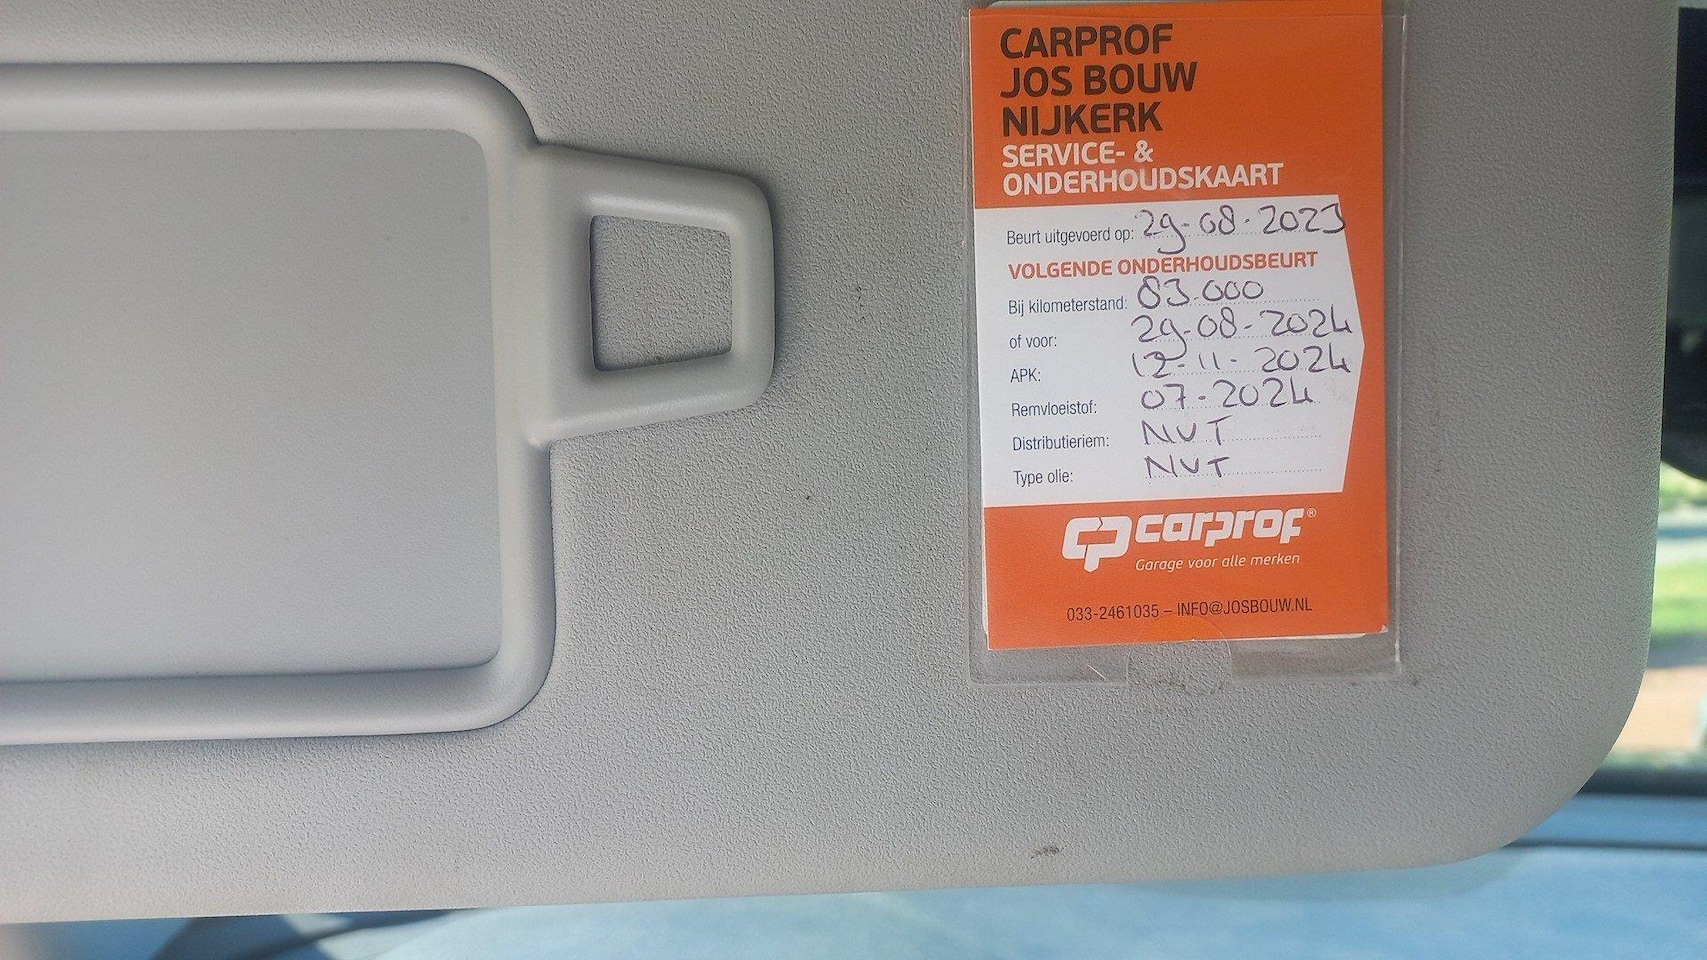 CARPROF
JOS BOUW
NIJKERK
SERVICE- &
ONDERHOUDSKAART
Beurt uitgevoerd op: 29-08-2023
VOLGENDE ONDERHOUDSBEURT
Bij kilometerstand: 83.000
of voor: 29-08-2024
APK: 12-11-2024
Remvloeistof: 07-2024
Distributieriem: NVT
Type olie: NVT
CP carprof®
Garage voor alle merken
033-2461035 – INFO@JOSBOUW.NL